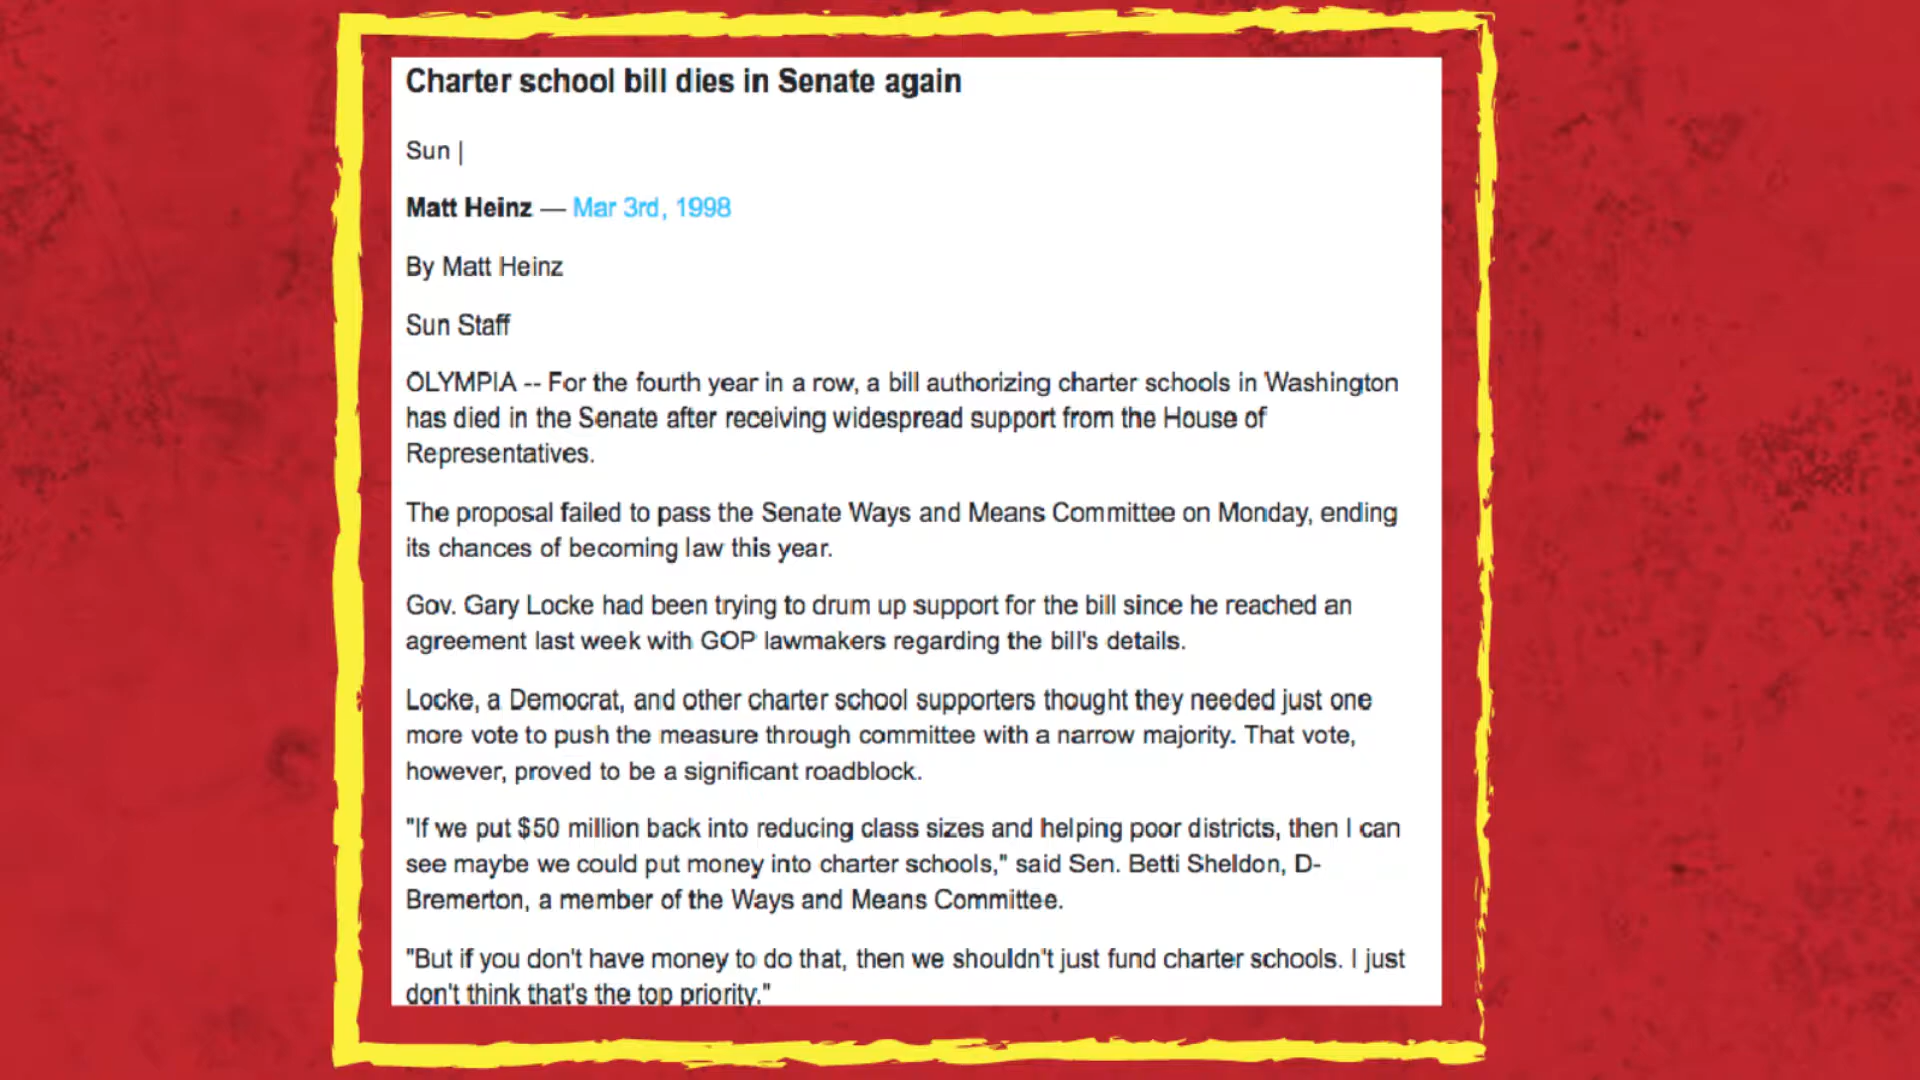 Charter school bill dies in Senate again
Sun |
Matt Heinz — Mar 3rd, 1998
By Matt Heinz
Sun Staff
OLYMPIA -- For the fourth year in a row, a bill authorizing charter schools in Washington
has died in the Senate after receiving widespread support from the House of
Representatives.
The proposal failed to pass the Senate Ways and Means Committee on Monday, ending
its chances of becoming law this year.
Gov. Gary Locke had been trying to drum up support for the bill since he reached an
agreement last week with GOP lawmakers regarding the bill's details.
Locke, a Democrat, and other charter school supporters thought they needed just one
more vote to push the measure through committee with a narrow majority. That vote,
however, proved to be a significant roadblock.
"If we put $50 million back into reducing class sizes and helping poor districts, then I can
see maybe we could put money into charter schools," said Sen. Betti Sheldon, D-
Bremerton, a member of the Ways and Means Committee.
"But if you don't have money to do that, then we shouldn't just fund charter schools. I just
don't think that's the top priority."